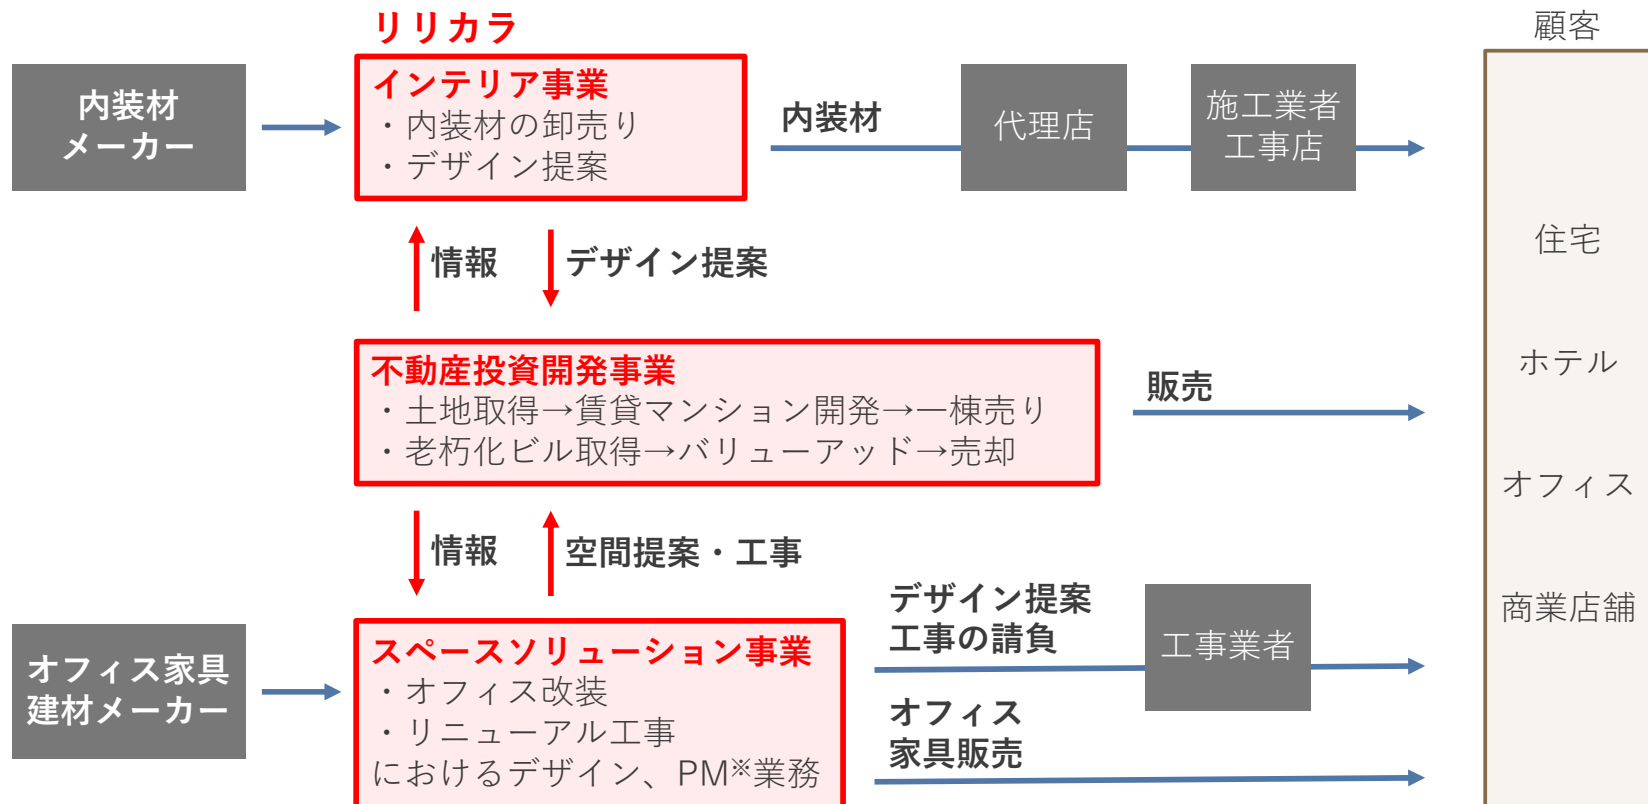 リリカラ
顧客
内装材
メーカー
インテリア事業
・内装材の卸売り
・デザイン提案
内装材
代理店
施工業者
工事店
情報
デザイン提案
住宅
ホテル
オフィス
商業店舗
不動産投資開発事業
・土地取得→賃貸マンション開発→一棟売り
・老朽化ビル取得→バリューアッド→売却
販売
情報
空間提案・工事
オフィス家具
建材メーカー
スペースソリューション事業
・オフィス改装
・リニューアル工事
におけるデザイン、PM※業務
デザイン提案
工事の請負
工事業者
オフィス
家具販売